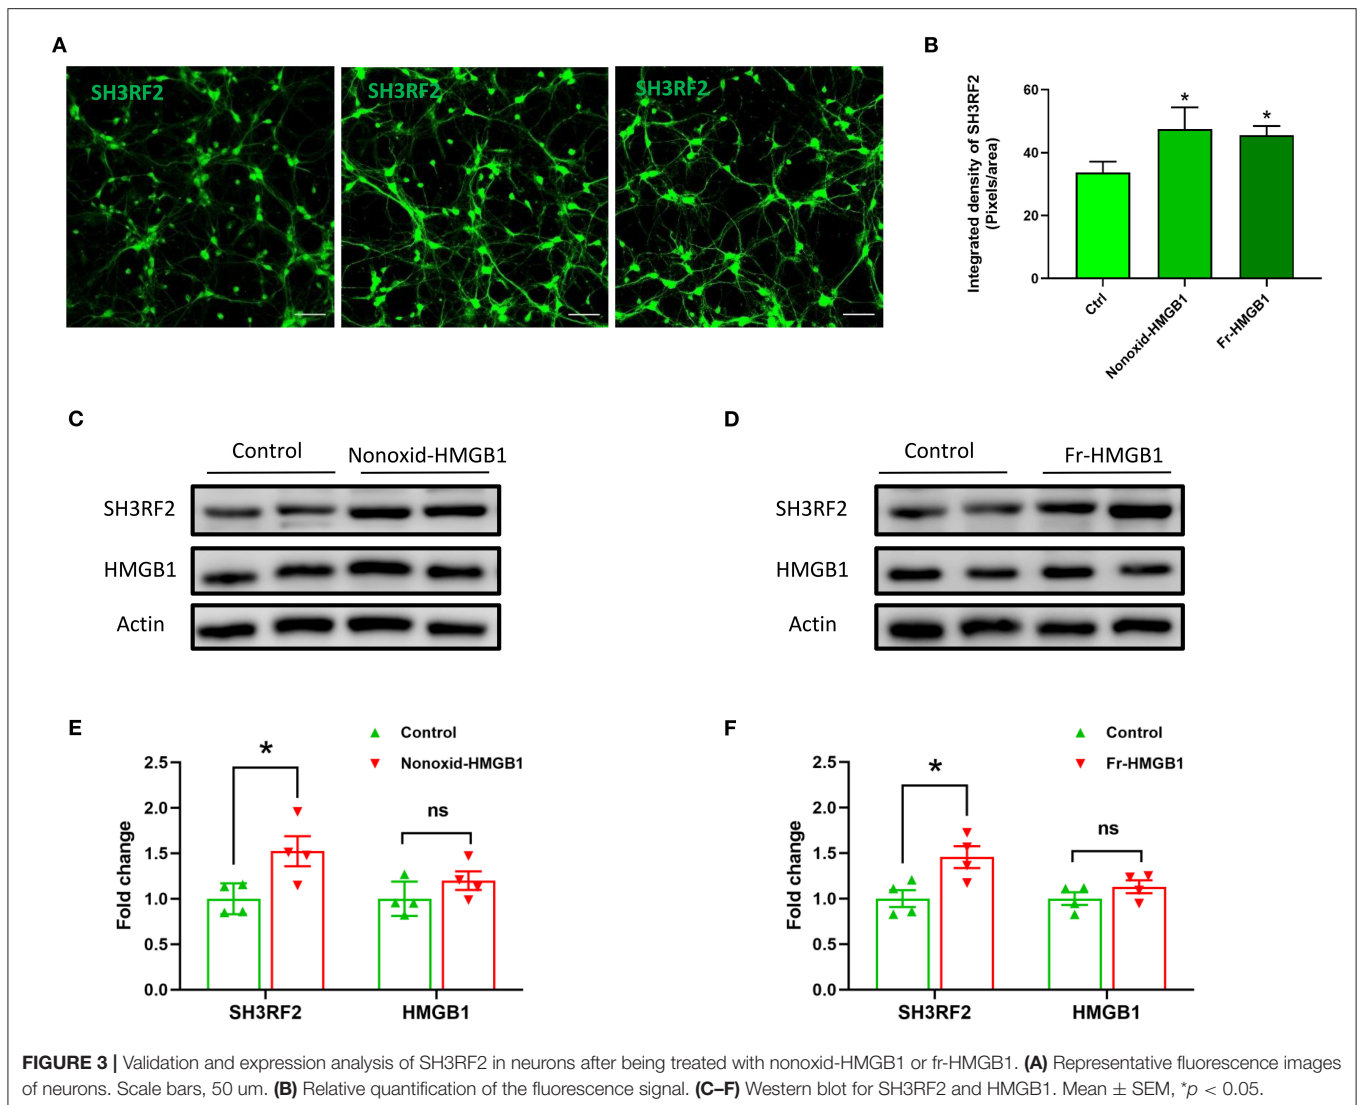 A
SH3RF2
SH3RF2
SH3RF2
B
Integrated density of SH3RF2
(Pixels/area)
60
40
20
0
*
*
Ctrl
Nonoxid-HMGB1
Fr-HMGB1
C
Control
Nonoxid-HMGB1
SH3RF2
HMGB1
Actin
D
Control
Fr-HMGB1
SH3RF2
HMGB1
Actin
E
Control
Nonoxid-HMGB1
Fold change
2.5
2.0
1.5
1.0
0.5
0.0
*
ns
SH3RF2
HMGB1
F
Control
Fr-HMGB1
Fold change
2.5
2.0
1.5
1.0
0.5
0.0
*
ns
SH3RF2
HMGB1
FIGURE 3 | Validation and expression analysis of SH3RF2 in neurons after being treated with nonoxid-HMGB1 or fr-HMGB1. (A) Representative fluorescence images
of neurons. Scale bars, 50 um. (B) Relative quantification of the fluorescence signal. (C–F) Western blot for SH3RF2 and HMGB1. Mean ± SEM, *p < 0.05.